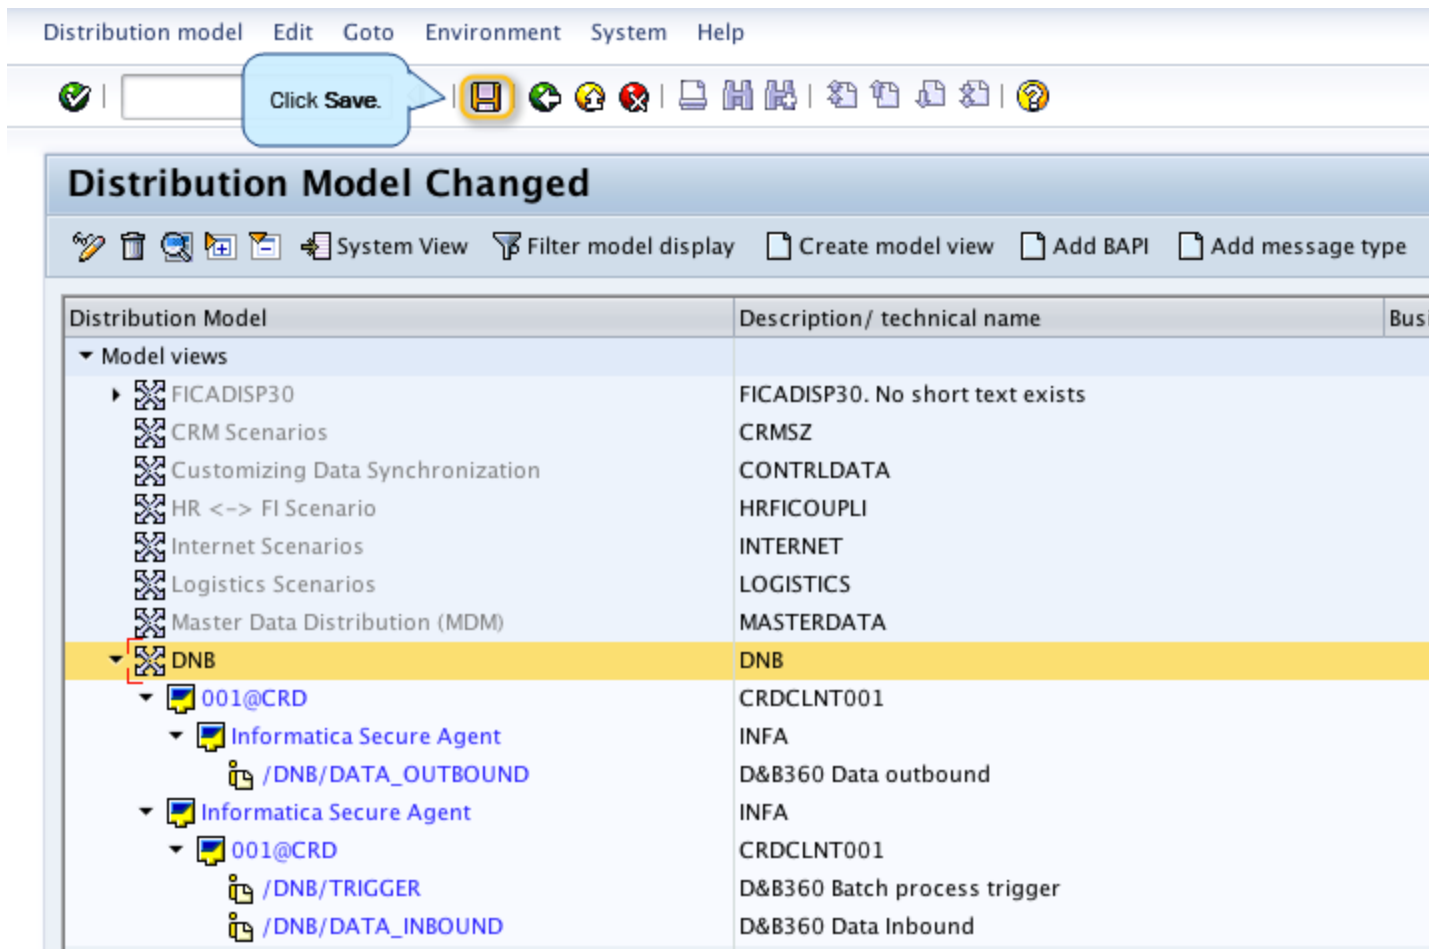 Distribution model Edit Goto Environment System Help
Click Save.
Distribution Model Changed
System View Filter model display Create model view Add BAPI Add message type
Distribution Model Description/ technical name Busi
Model views
FICADISP30 FICADISP30. No short text exists
CRM Scenarios CRMSZ
Customizing Data Synchronization CONTRLDATA
HR <-> FI Scenario HRFICOUPLI
Internet Scenarios INTERNET
Logistics Scenarios LOGISTICS
Master Data Distribution (MDM) MASTERDATA
DNB DNB
001@CRD CRDCLNT001
Informatica Secure Agent INFA
/DNB/DATA_OUTBOUND D&B360 Data outbound
Informatica Secure Agent INFA
001@CRD CRDCLNT001
/DNB/TRIGGER D&B360 Batch process trigger
/DNB/DATA_INBOUND D&B360 Data Inbound